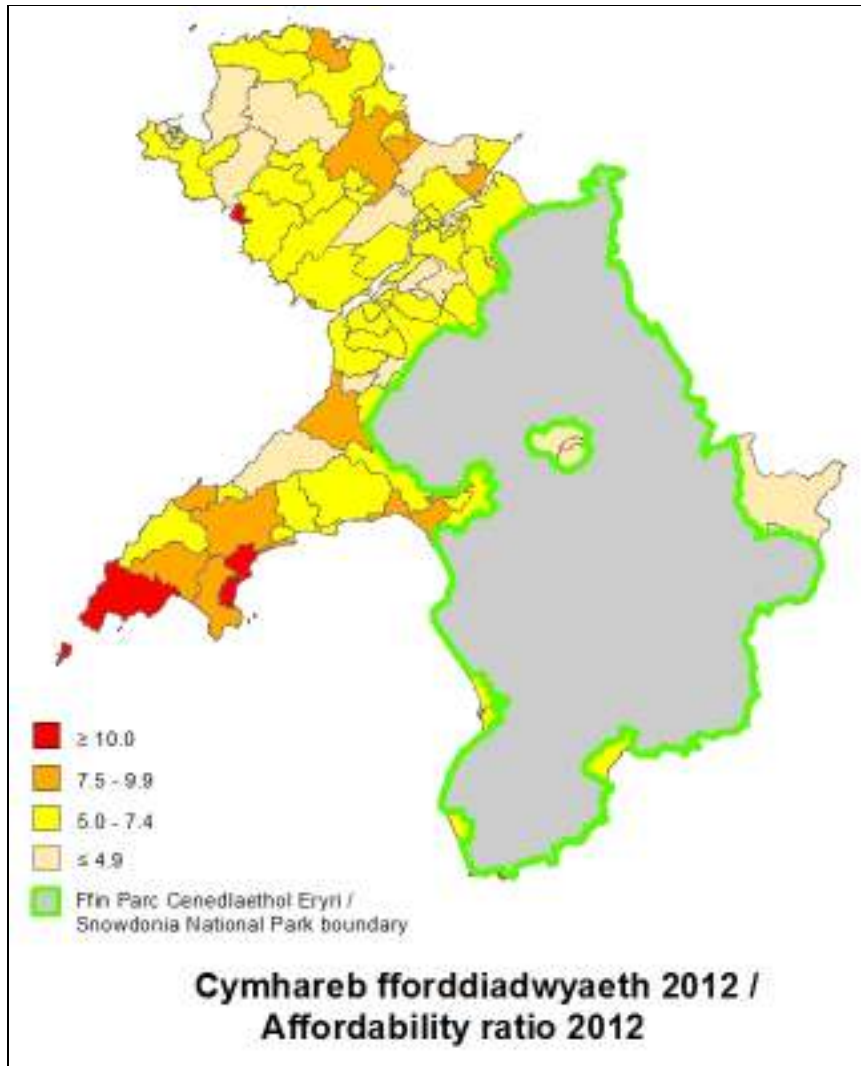 ≥ 10.0
7.5 - 9.9
5.0 - 7.4
≤ 4.9
Ffin Parc Cenedlaethol Eryri /
Snowdonia National Park boundary
Cymhareb fforddiadwyaeth 2012 /
Affordability ratio 2012